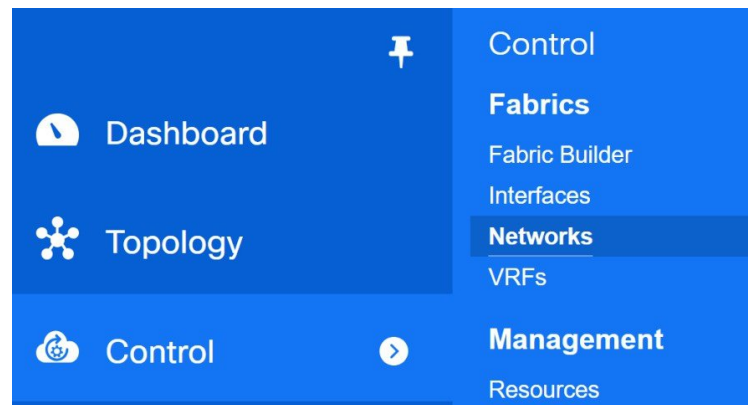 Dashboard
Topology
Control
Control
Fabrics
Fabric Builder
Interfaces
Networks
VRFs
Management
Resources